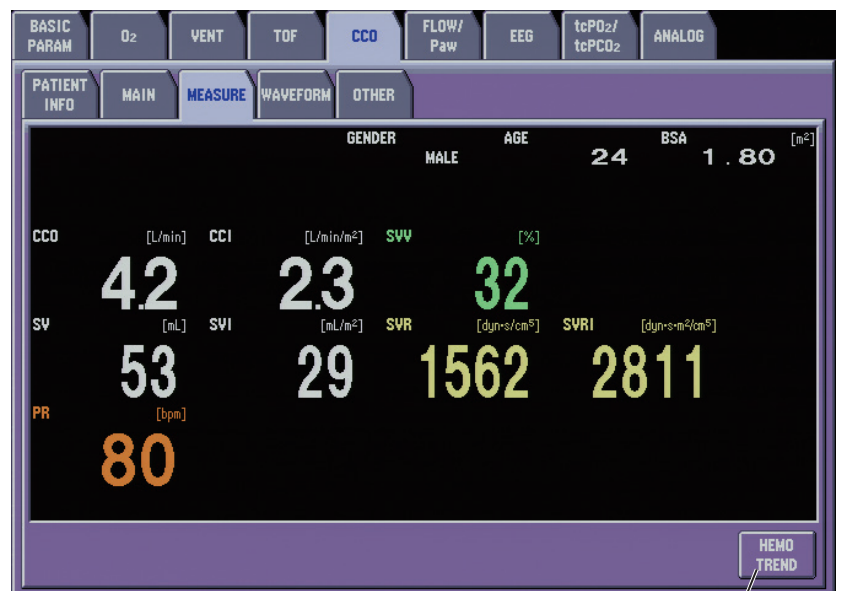 BASIC PARAM O₂ VENT TOF CCO FLOW/ Paw EEG tcPO₂/ tcPCO₂ ANALOG
PATIENT INFO MAIN MEASURE WAVEFORM OTHER
GENDER MALE AGE 24 BSA 1.80 [m²]
CCO [L/min] CCI [L/min/m²] SVV [%]
4.2 2.3 32
SV [mL] SVI [mL/m²] SVR [dyn·s/cm⁵] SVRI [dyn·s·m²/cm⁵]
53 29 1562 2811
PR [bpm]
80
HEMO
TREND